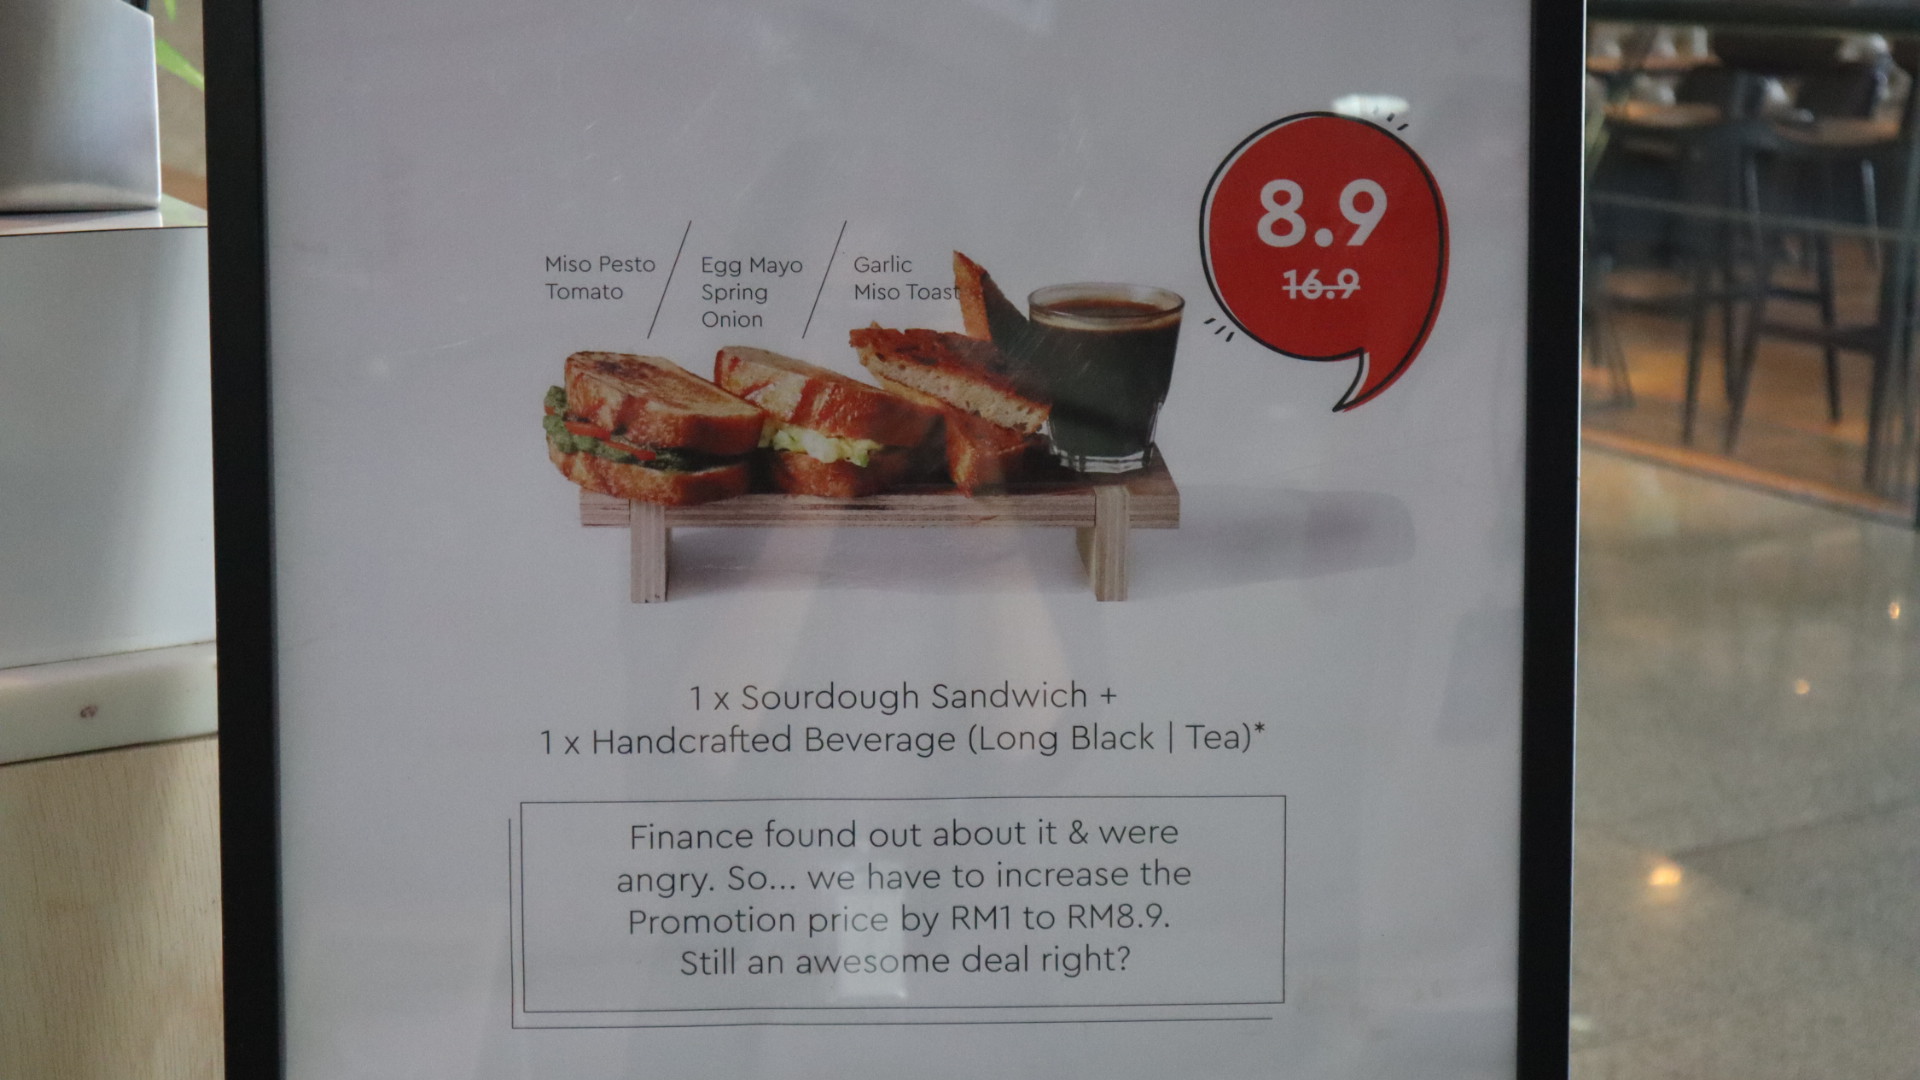 8.9
16.9
Miso Pesto
Tomato
Egg Mayo
Spring
Onion
Garlic
Miso Toast
1 x Sourdough Sandwich +
1 x Handcrafted Beverage (Long Black | Tea)*
Finance found out about it & were
angry. So... we have to increase the
Promotion price by RM1 to RM8.9.
Still an awesome deal right?